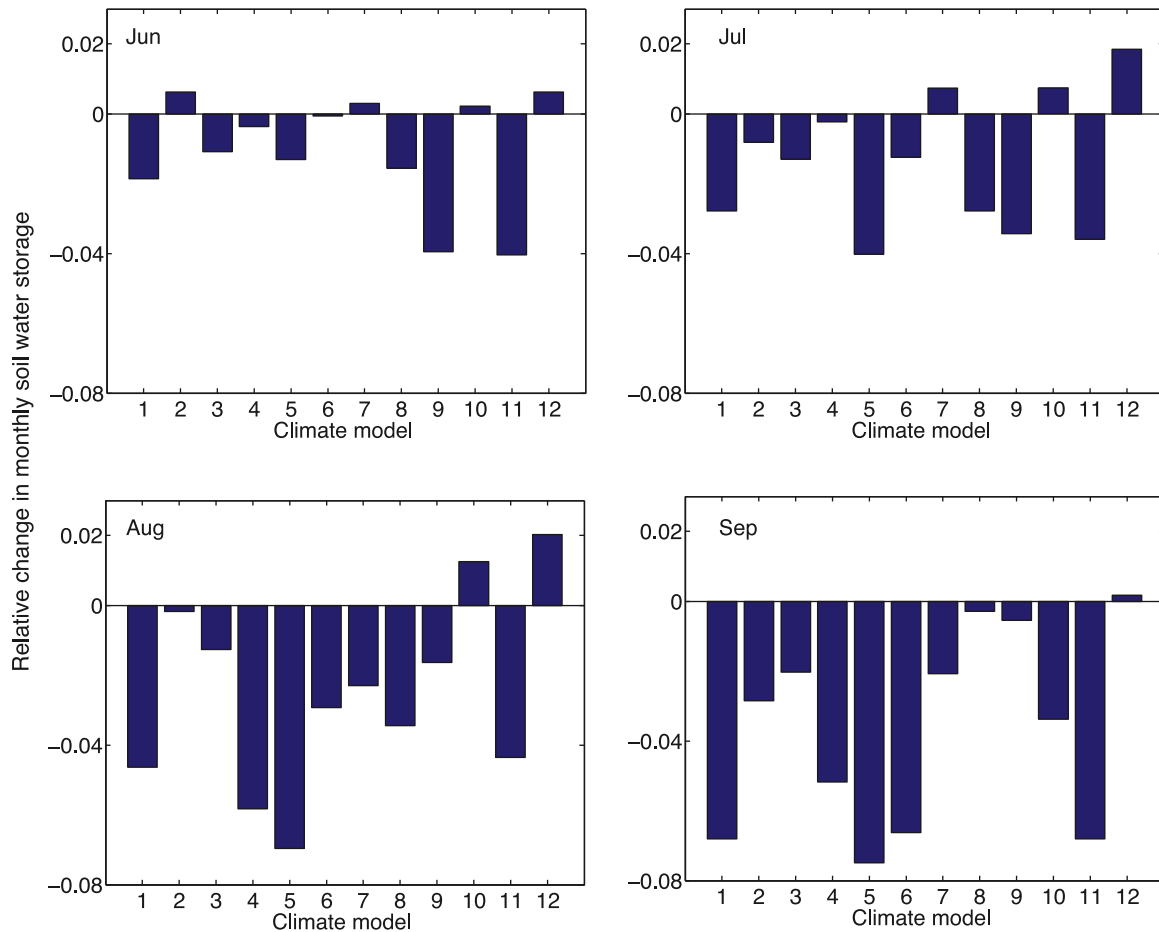 Relative change in monthly soil water storage
Jun
0.02
0
−0.04
−0.08
1 2 3 4 5 6 7 8 9 10 11 12
Climate model
Jul
0.02
0
−0.04
−0.08
1 2 3 4 5 6 7 8 9 10 11 12
Climate model
Aug
0.02
0
−0.04
−0.08
1 2 3 4 5 6 7 8 9 10 11 12
Climate model
Sep
0.02
0
−0.04
−0.08
1 2 3 4 5 6 7 8 9 10 11 12
Climate model